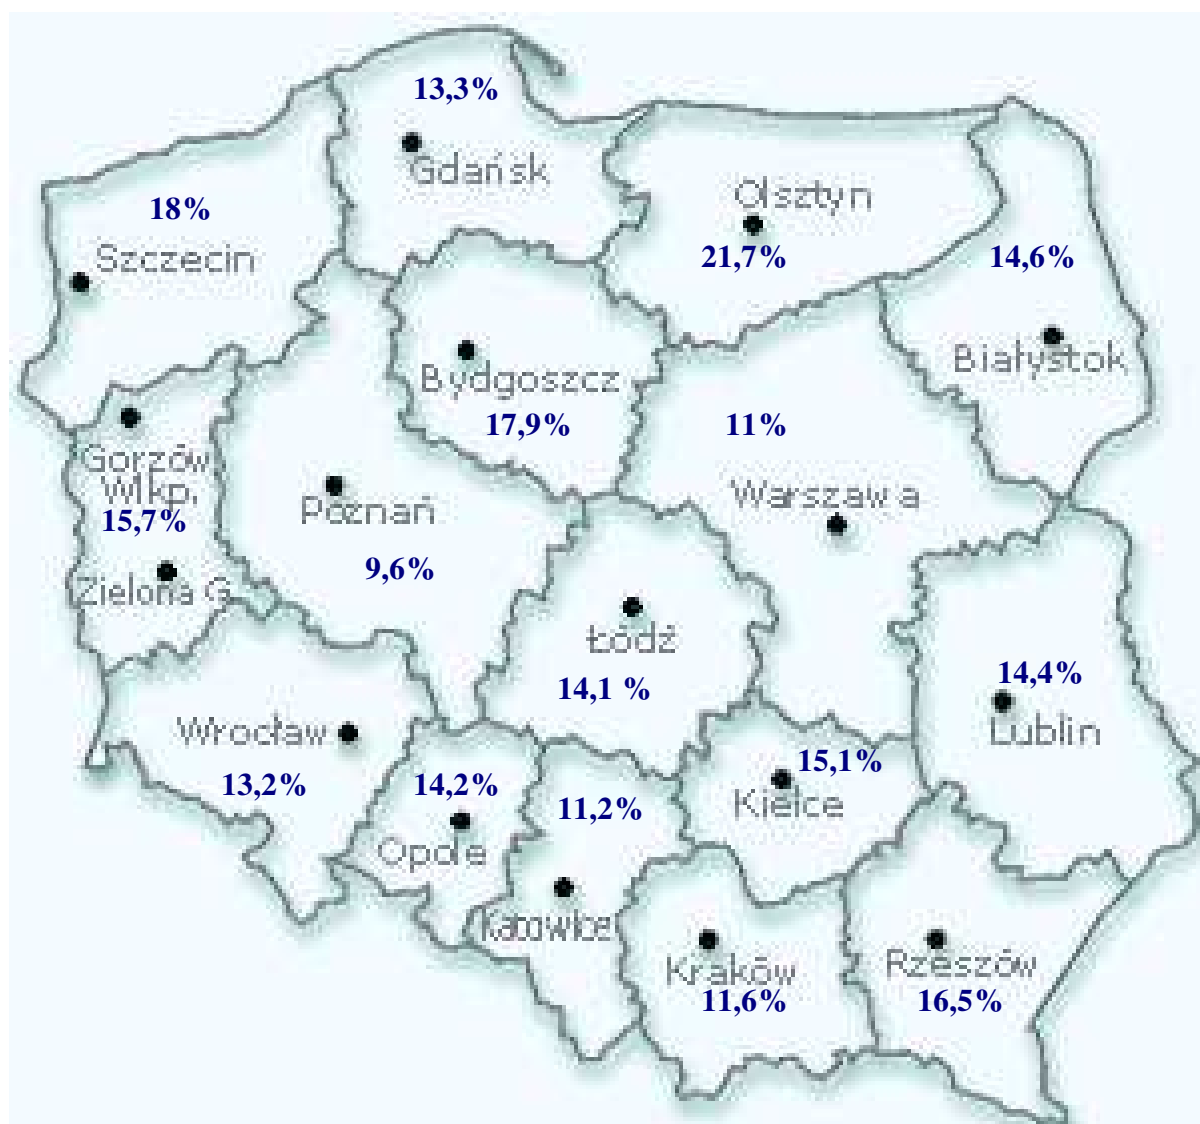 13,3%
Gdańsk
18%
Szczecin
Olsztyn
21,7%
14,6%
Białystok
Bydgoszcz
17,9%
11%
Warszawa
Gorzów
Wlkp.
15,7%
Zielona G.
Poznań
9,6%
Łódź
14,1 %
14,4%
Lublin
Wrocław
13,2%
14,2%
Opole
11,2%
Katowice
15,1%
Kielce
Kraków
11,6%
Rzeszów
16,5%